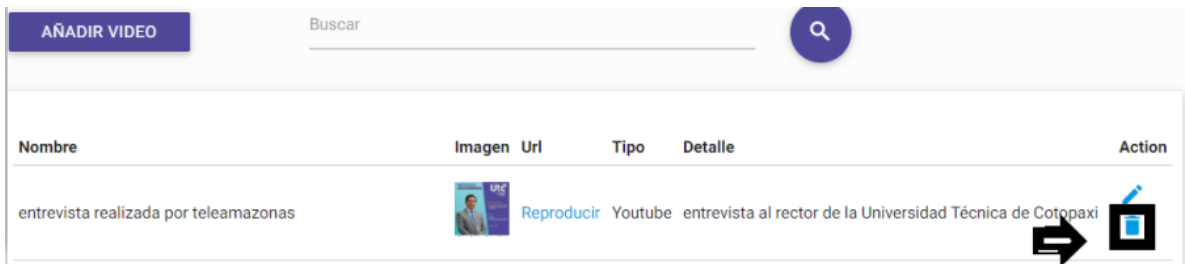 AÑADIR VIDEO
Buscar
Nombre Imagen Url Tipo Detalle Action
Utc
entrevista realizada por teleamazonas Reproducir Youtube entrevista al rector de la Universidad Técnica de Cotopaxi